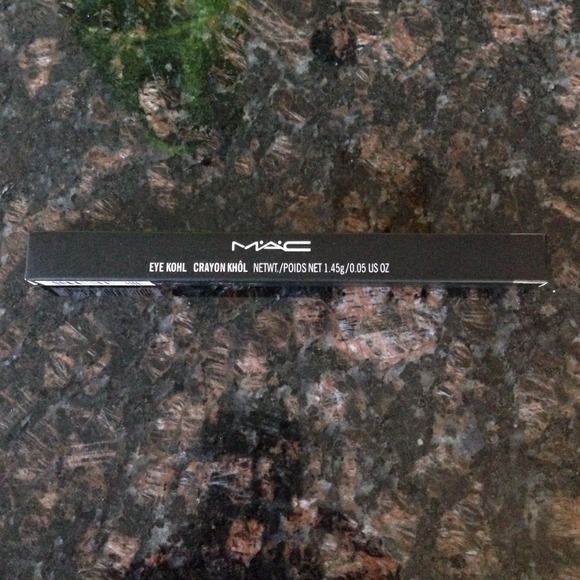 M·A·C
EYE KOHL CRAYON KHÔL NETWT./POIDS NET 1.45g/0.05 US OZ